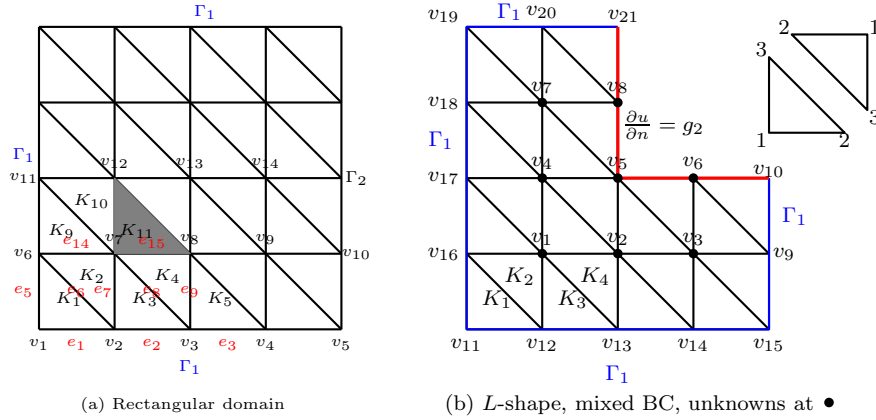 Γ₁
v₁₂ v₁₃ v₁₄
Γ₁
v₁₁ Γ₂
K₁₀
K₉ K₁₁
e₁₄ v₇ e₁₅ v₈ v₉
v₆ v₁₀
K₂ K₄
e₅ e₆ e₇ e₈ e₉
K₁ K₃ K₅
v₁ e₁ v₂ e₂ v₃ e₃ v₄ v₅
Γ₁
(a) Rectangular domain
v₁₉ Γ₁ v₂₀ v₂₁
v₇ v₈
v₁₈
∂u/∂n = g₂
Γ₁
v₄ v₅ v₆ v₁₀
v₁₇
Γ₁
v₁ v₂ v₃
v₁₆ v₉
K₂ K₄
K₁ K₃
v₁₁ v₁₂ v₁₃ v₁₄ v₁₅
Γ₁
2 1
3
3
1 2
(b) L-shape, mixed BC, unknowns at •